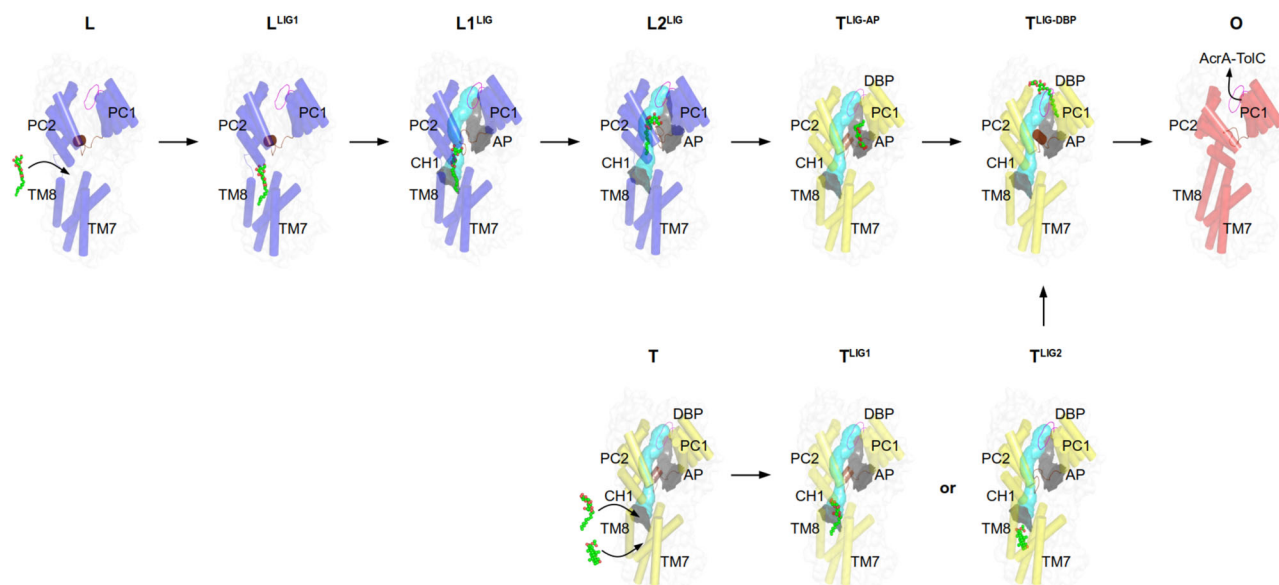 L L^LIG1 L1^LIG L2^LIG T^LIG-AP T^LIG-DBP O
AcrA-TolC
DBP DBP
PC1 PC1 PC1 PC1 PC1 PC1 PC1
PC2 PC2 PC2 PC2 PC2 PC2 PC2
AP AP AP AP
CH1 CH1 CH1 CH1
TM8 TM8 TM8 TM8 TM8 TM8 TM8
TM7 TM7 TM7 TM7 TM7 TM7 TM7
T T^LIG1 T^LIG2
DBP DBP DBP
PC2 PC1 PC2 PC1 PC2 PC1
AP AP AP
CH1 CH1 or CH1
TM8 TM8 TM8
TM7 TM7 TM7